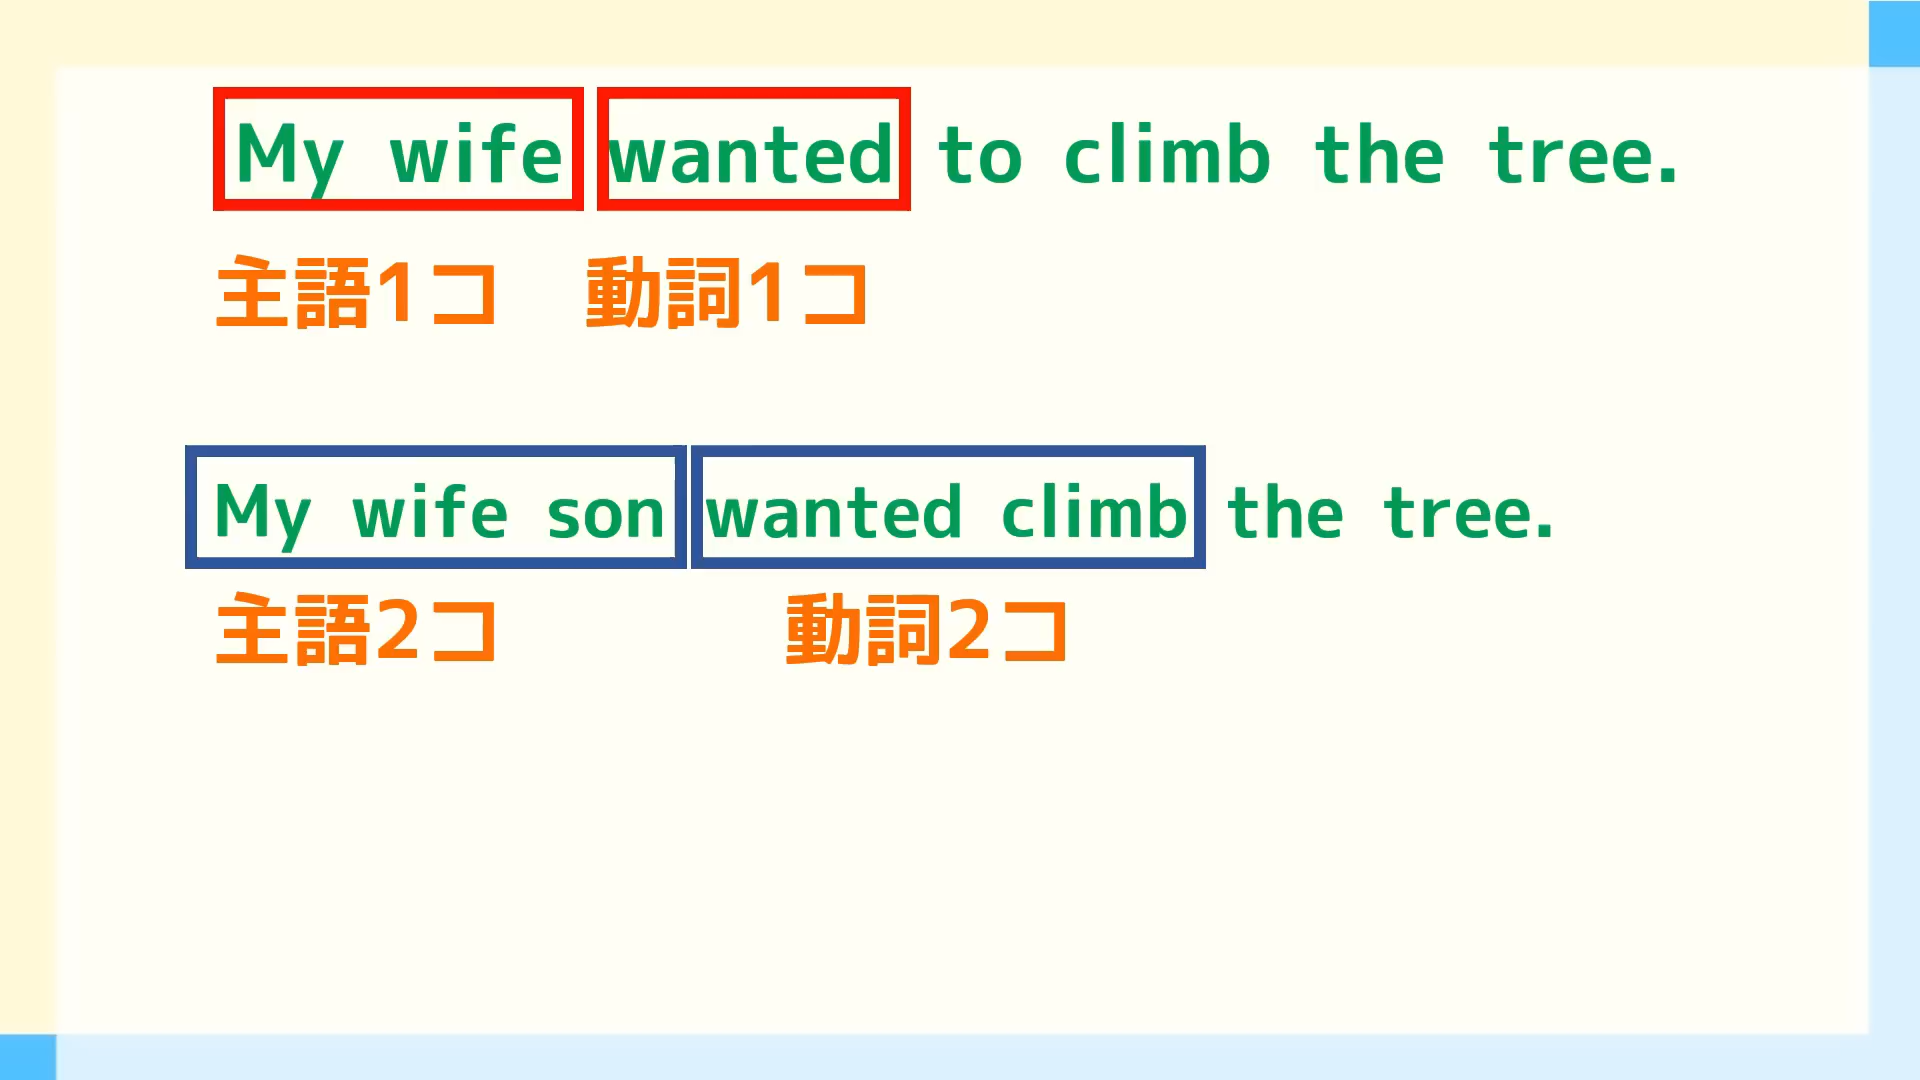 My wife wanted to climb the tree.
主語1コ 動詞1コ
My wife son wanted climb the tree.
主語2コ 動詞2コ